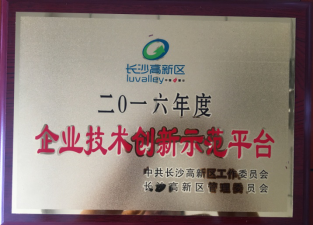 长沙高新区
luvalley
二〇一六年度
企业技术创新示范平台
中共长沙高新区工作委员会
长沙高新区管理委员会